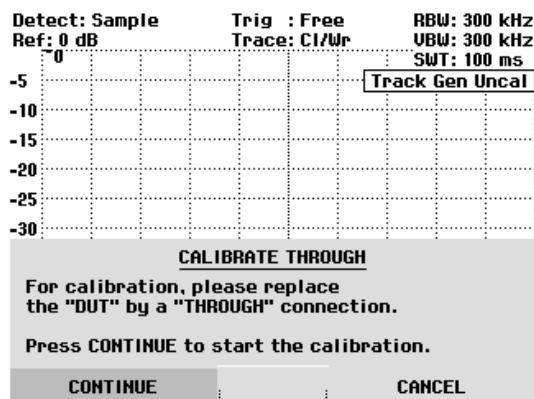 Detect: Sample Trig : Free RBW: 300 kHz
Ref: 0 dB Trace: Cl/Wr VBW: 300 kHz
0 SWT: 100 ms
-5 Track Gen Uncal
-10
-15
-20
-25
-30
CALIBRATE THROUGH
For calibration, please replace
the "DUT" by a "THROUGH" connection.
Press CONTINUE to start the calibration.
CONTINUE CANCEL